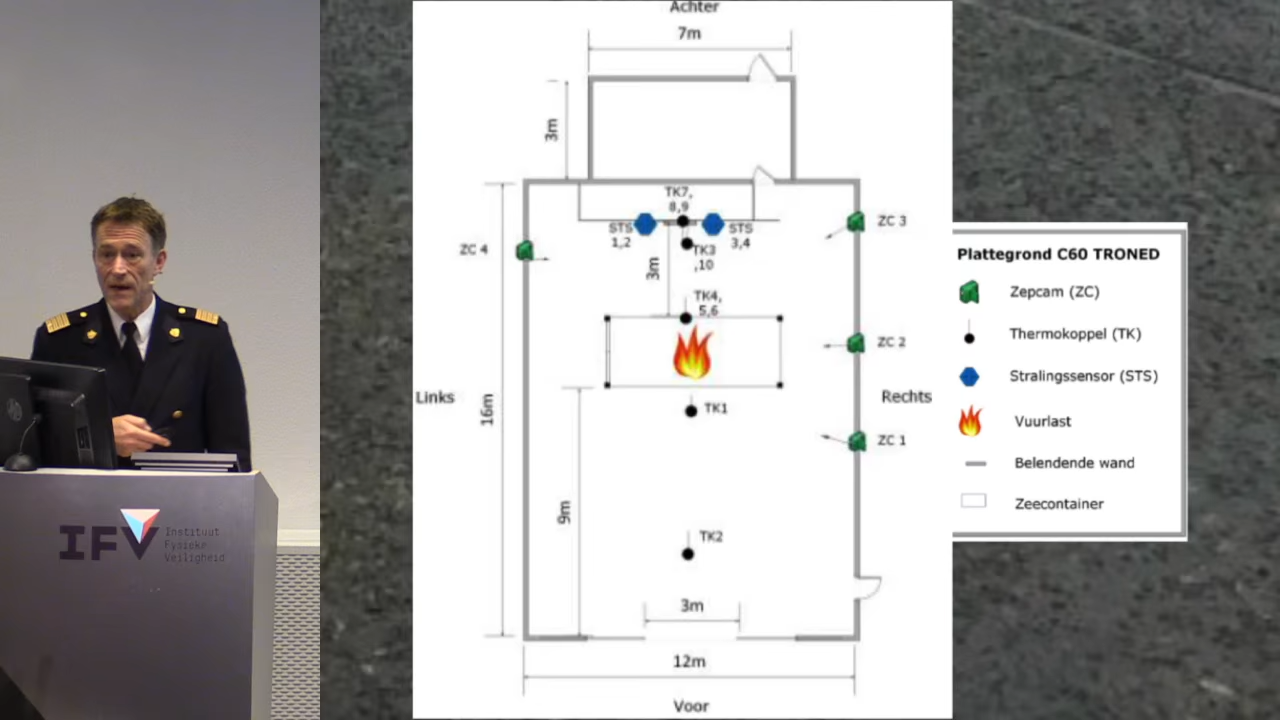 IFV
Instituut
Fysieke
Veiligheid
Achter
7m
3m
TK7,
8,9
STS
1,2
STS
3,4
TK3
,10
ZC 3
ZC 4
3m
TK4,
5,6
ZC 2
Links
Rechts
16m
TK1
ZC 1
9m
TK2
3m
12m
Voor
Plattegrond C60 TRONED
Zepcam (ZC)
Thermokoppel (TK)
Stralingssensor (STS)
Vuurlast
Belendende wand
Zeecontainer